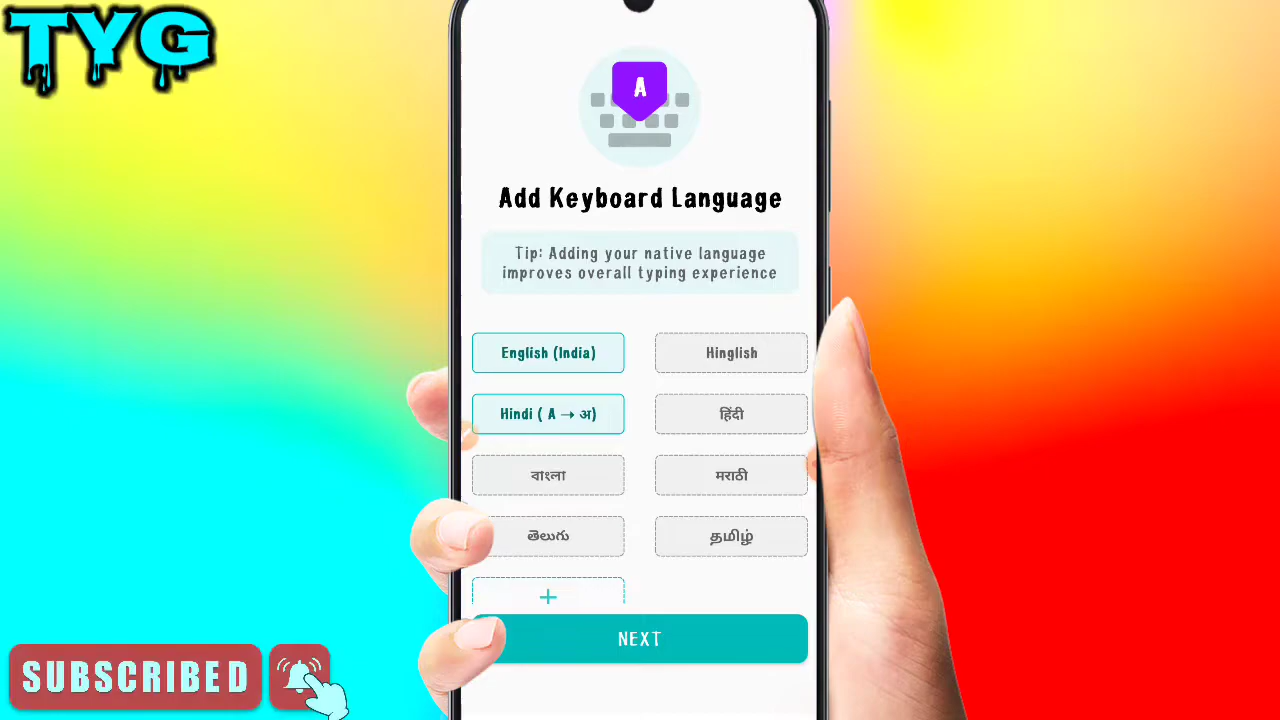 TYG
A
Add Keyboard Language
Tip: Adding your native language
improves overall typing experience
English (India)
Hinglish
Hindi ( A → अ)
हिंदी
বাংলা
मराठी
తెలుగు
தமிழ்
+
NEXT
SUBSCRIBED